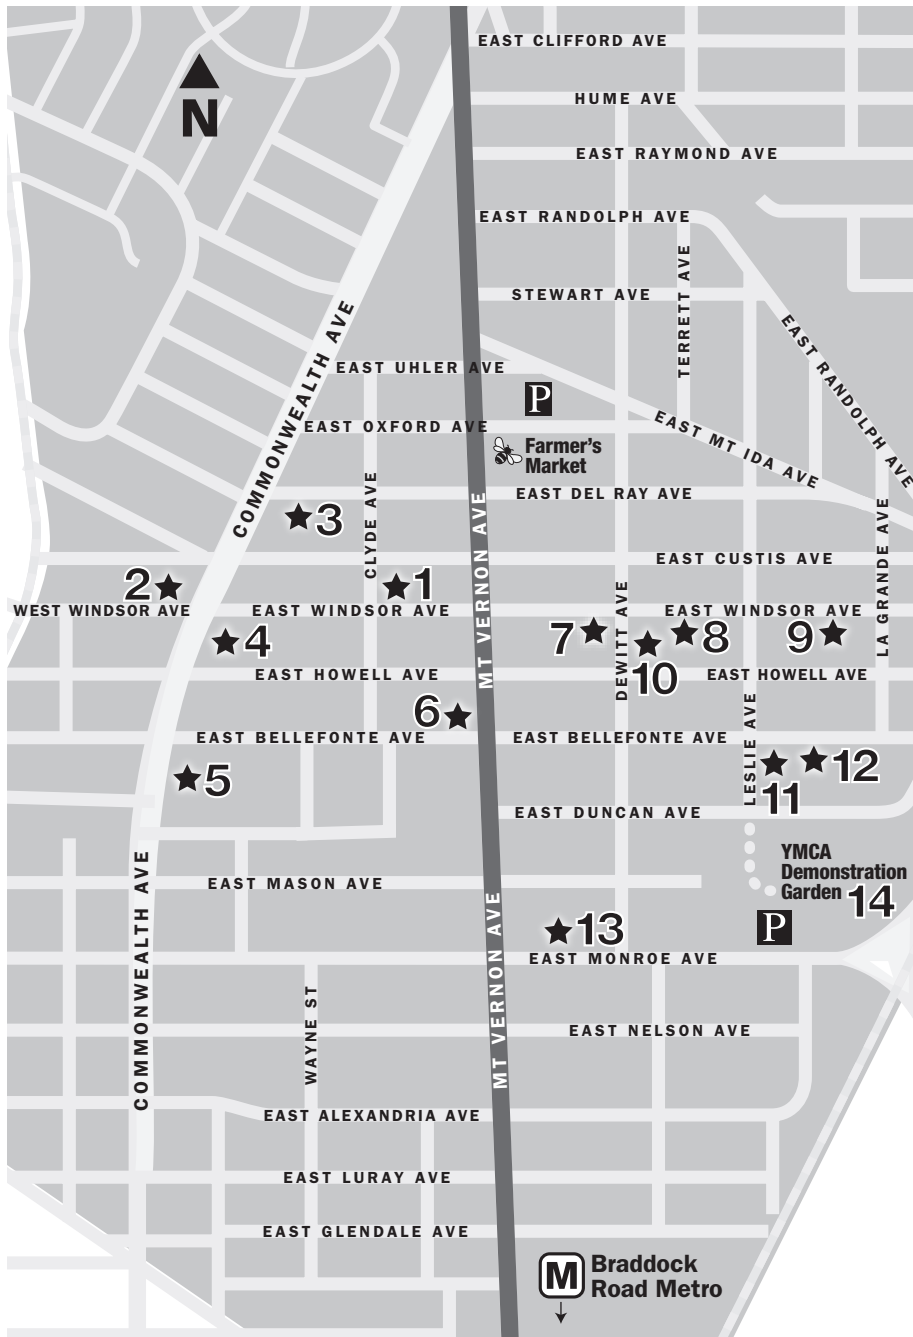 EAST CLIFFORD AVE
N
HUME AVE
EAST RAYMOND AVE
EAST RANDOLPH AVE
TERRETT AVE
STEWART AVE
COMMONWEALTH AVE
EAST RANDOLPH AVE
EAST UHLER AVE
P
EAST OXFORD AVE
EAST MT IDA AVE
Farmer's
Market
EAST DEL RAY AVE
3
CLYDE AVE
MT VERNON AVE
LA GRANDE AVE
EAST CUSTIS AVE
2
1
WEST WINDSOR AVE
EAST WINDSOR AVE
DEWITT AVE
EAST WINDSOR AVE
4
7
8
9
10
EAST HOWELL AVE
EAST HOWELL AVE
6
LESLIE AVE
EAST BELLEFONTE AVE
EAST BELLEFONTE AVE
5
12
11
EAST DUNCAN AVE
YMCA
Demonstration
Garden
14
COMMONWEALTH AVE
EAST MASON AVE
MT VERNON AVE
13
P
EAST MONROE AVE
WAYNE ST
EAST NELSON AVE
EAST ALEXANDRIA AVE
EAST LURAY AVE
EAST GLENDALE AVE
M
Braddock
Road Metro